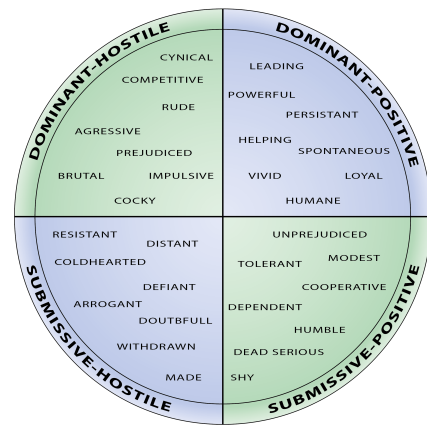 DOMINANT-HOSTILE
CYNICAL
COMPETITIVE
RUDE
AGRESSIVE
PREJUDICED
BRUTAL IMPULSIVE
COCKY
DOMINANT-POSITIVE
LEADING
POWERFUL
PERSISTANT
HELPING
SPONTANEOUS
VIVID LOYAL
HUMANE
SUBMISSIVE-HOSTILE
RESISTANT
DISTANT
COLDHEARTED
DEFIANT
ARROGANT
DOUTBFULL
WITHDRAWN
MADE
SUBMISSIVE-POSITIVE
UNPREJUDICED
MODEST
TOLERANT
COOPERATIVE
DEPENDENT
HUMBLE
DEAD SERIOUS
SHY